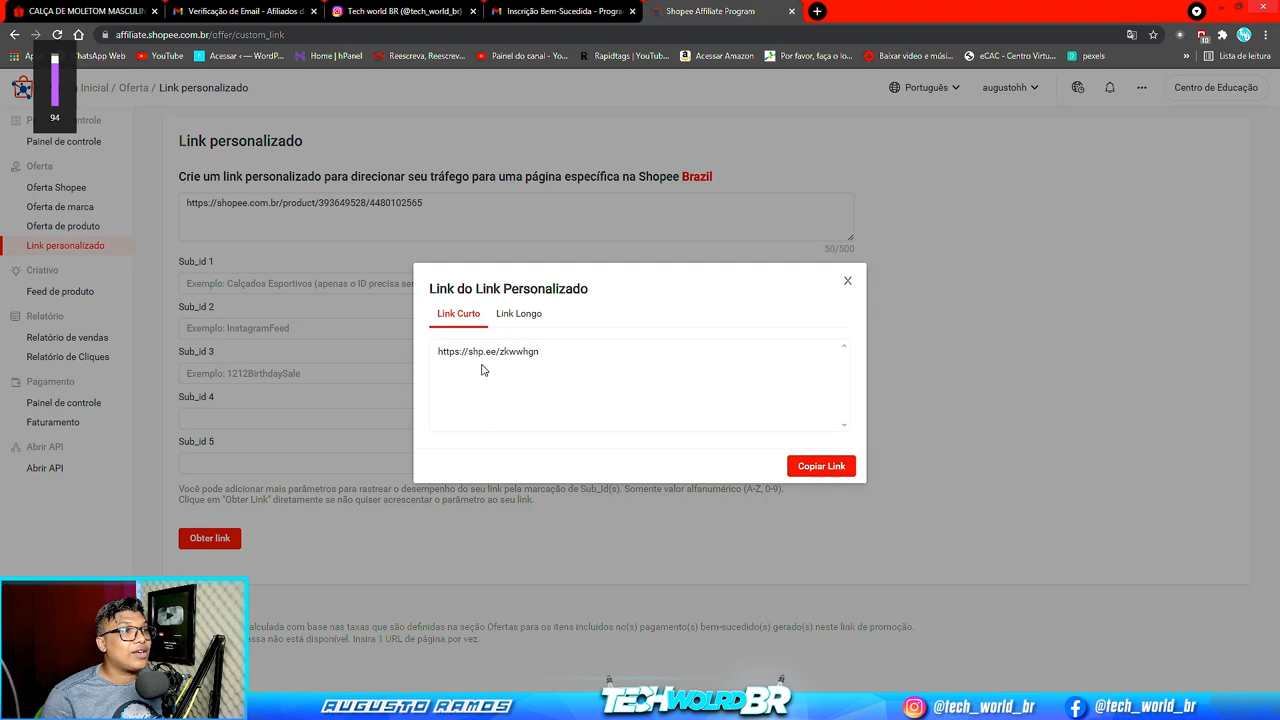 CALÇA DE MOLETOM MASCULIN
Verificação de Email - Afiliados da
Tech world BR (@tech_world_br)
Inscrição Bem-Sucedida - Progra
Shopee Affiliate Program
affiliate.shopee.com.br/offer/custom_link
10
WhatsApp Web
YouTube
Acessar ‹ —WordP...
Home | hPanel
Reescreva, Reescrev...
Painel do canal - Yo...
Rapidtags | YouTub...
Acessar Amazon
Por favor, faça o lo...
Baixar video e músi...
eCAC - Centro Virtu...
pexels
»
Lista de leitura
Inicial / Oferta / Link personalizado
Português
augustohh
Centro de Educação
94
Painel de controle
Oferta
Oferta Shopee
Oferta de marca
Oferta de produto
Link personalizado
Criativo
Feed de produto
Relatório
Relatório de vendas
Relatório de Cliques
Pagamento
Painel de controle
Faturamento
Abrir API
Abrir API
Link personalizado
Crie um link personalizado para direcionar seu tráfego para uma página específica na Shopee Brazil
https://shopee.com.br/product/393649528/4480102565
50/500
Sub_id 1
Exemplo: Calçados Esportivos (apenas o ID precisa ser
Sub_id 2
Exemplo: InstagramFeed
Sub_id 3
Exemplo: 1212BirthdaySale
Sub_id 4
Sub_id 5
Você pode adicionar mais parâmetros para rastrear o desempenho do seu link pela marcação de Sub_Id(s). Somente valor alfanumérico (A-Z, 0-9).
Clique em "Obter Link" diretamente se não quiser acrescentar o parâmetro ao seu link.
Obter link
Link do Link Personalizado
Link Curto
Link Longo
https://shp.ee/zkwwhgn
Copiar Link
calculada com base nas taxas que são definidas na seção Ofertas para os itens incluídos no(s) pagamento(s) bem-sucedido(s) gerado(s) neste link de promoção.
não está disponível. Insira 1 URL de página por vez.
AUGUSTO RAMOS
TECHWOLRDBR
@tech_world_br
@tech_world_br